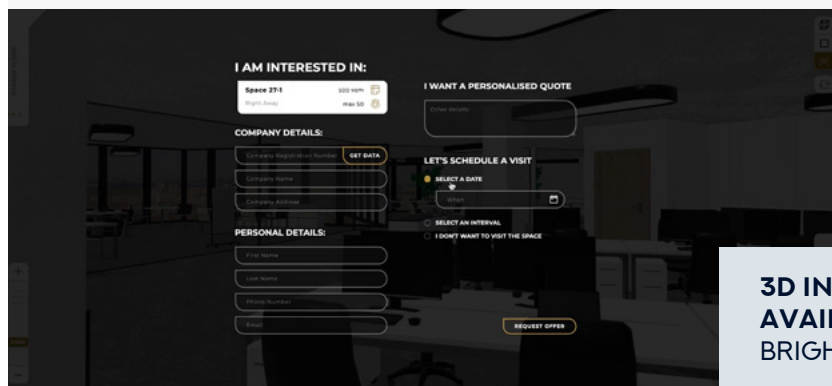 I AM INTERESTED IN:
Space 27-1
500 sqm
Right Away
max 50
COMPANY DETAILS:
Company Registration Number
GET DATA
Company Name
Company Address
PERSONAL DETAILS:
First Name
Last Name
Phone Number
Email
I WANT A PERSONALISED QUOTE
Other details
LET'S SCHEDULE A VISIT
SELECT A DATE
When
SELECT AN INTERVAL
I DON'T WANT TO VISIT THE SPACE
REQUEST OFFER
3D IN
AVAI
BRIGH